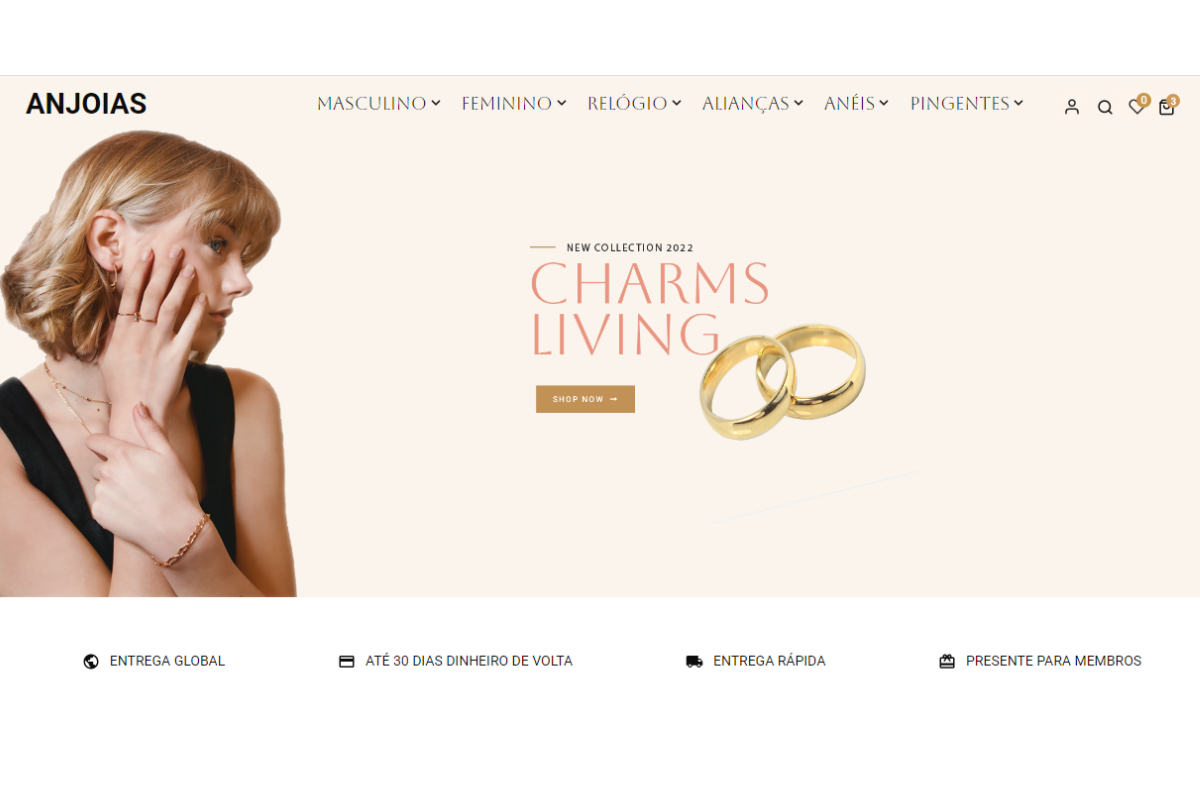 ANJOIAS
MASCULINO FEMININO RELÓGIO ALIANÇAS ANÉIS PINGENTES
0 3
NEW COLLECTION 2022
CHARMS
LIVING
SHOP NOW →
ENTREGA GLOBAL
ATÉ 30 DIAS DINHEIRO DE VOLTA
ENTREGA RÁPIDA
PRESENTE PARA MEMBROS